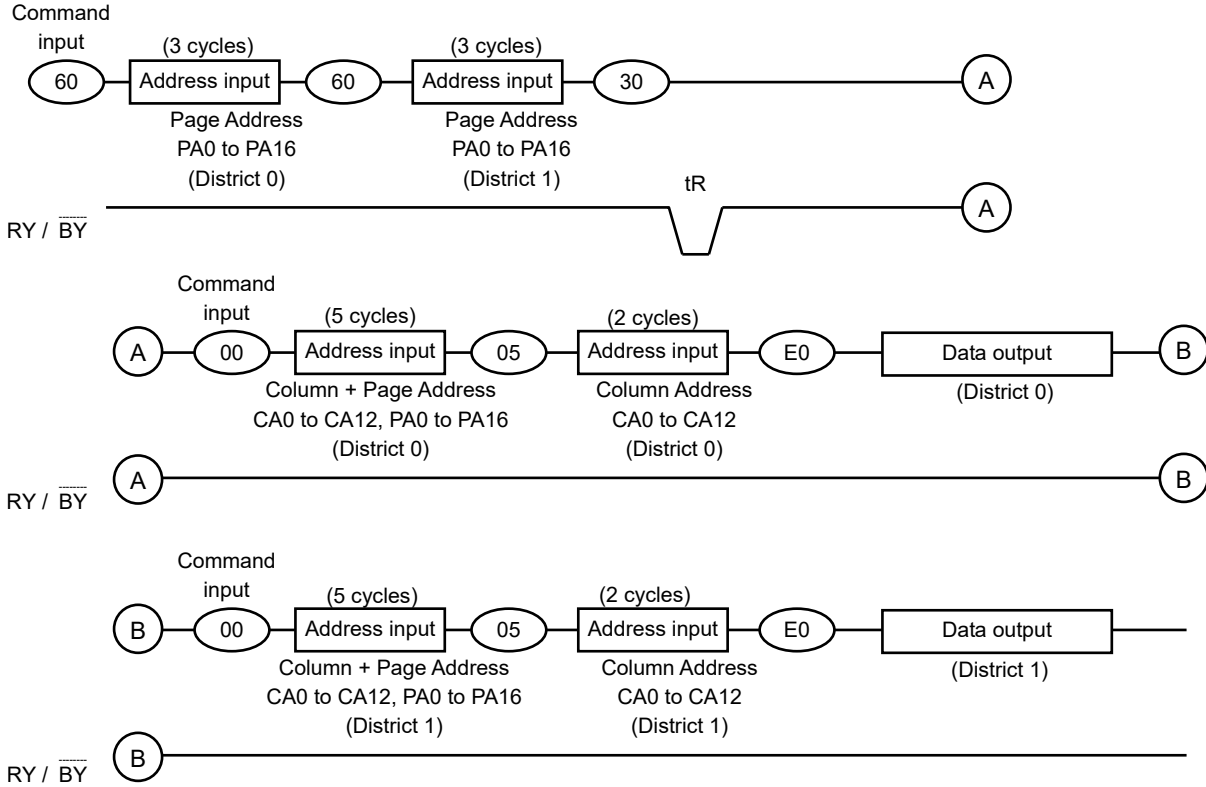 Command
input
(3 cycles)
(3 cycles)
60
Address input
60
Address input
30
A
Page Address
PA0 to PA16
(District 0)
Page Address
PA0 to PA16
(District 1)
tR
RY / BY
A
Command
input
(5 cycles)
(2 cycles)
A
00
Address input
05
Address input
E0
Data output
B
Column + Page Address
CA0 to CA12, PA0 to PA16
(District 0)
Column Address
CA0 to CA12
(District 0)
(District 0)
RY / BY
A
B
Command
input
(5 cycles)
(2 cycles)
B
00
Address input
05
Address input
E0
Data output
Column + Page Address
CA0 to CA12, PA0 to PA16
(District 1)
Column Address
CA0 to CA12
(District 1)
(District 1)
RY / BY
B